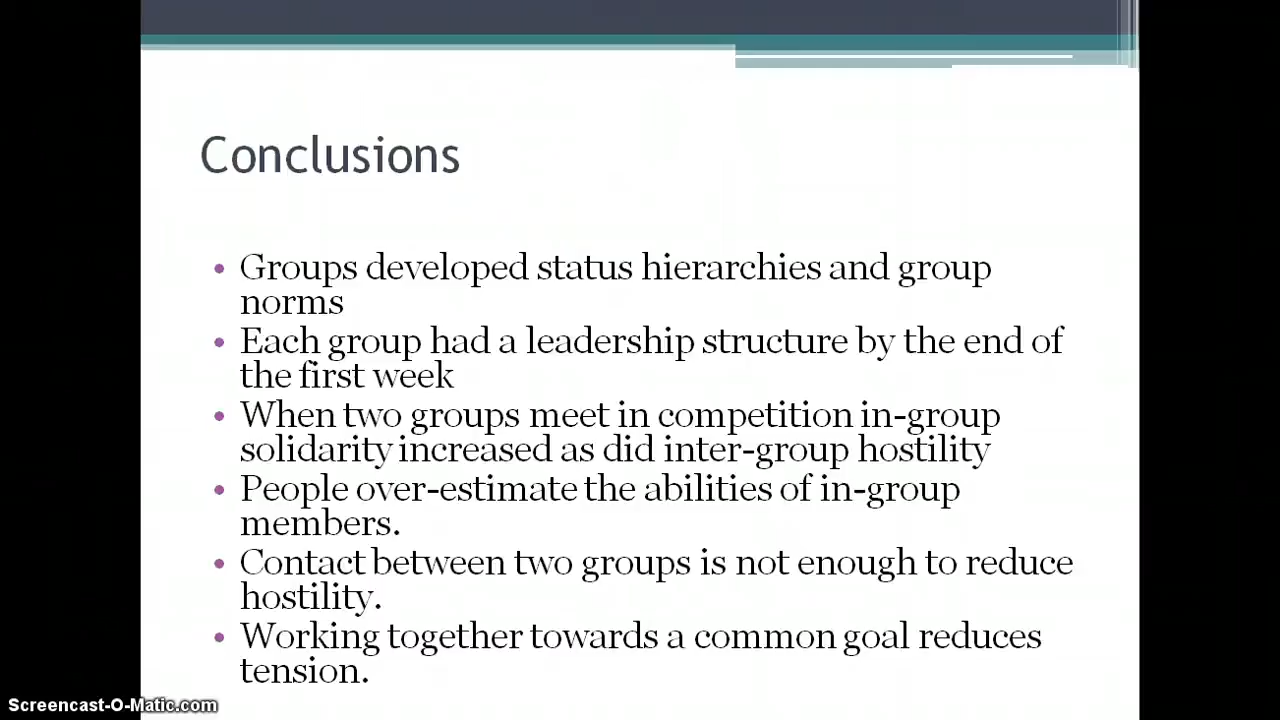 Conclusions
• Groups developed status hierarchies and group
norms
• Each group had a leadership structure by the end of
the first week
• When two groups meet in competition in-group
solidarity increased as did inter-group hostility
• People over-estimate the abilities of in-group
members.
• Contact between two groups is not enough to reduce
hostility.
• Working together towards a common goal reduces
tension.
Screencast-O-Matic.com